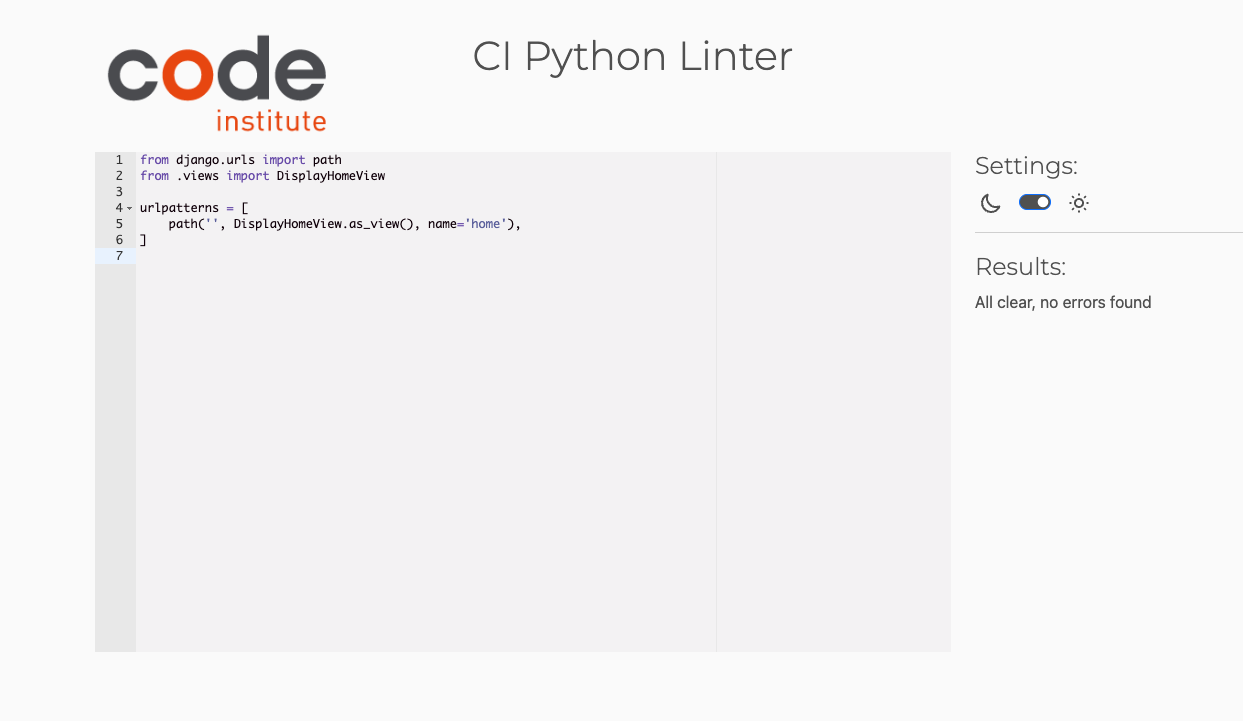 code
institute
CI Python Linter
1 from django.urls import path
2 from .views import DisplayHomeView
3
4 urlpatterns = [
5     path('', DisplayHomeView.as_view(), name='home'),
6 ]
7
Settings:
Results:
All clear, no errors found